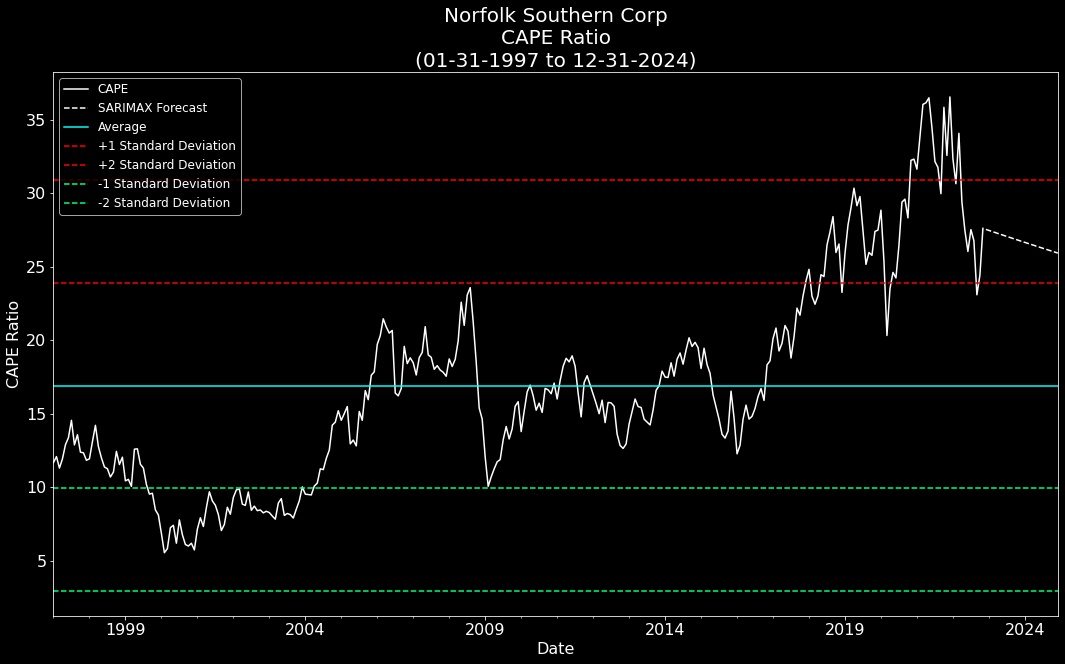 Norfolk Southern Corp
CAPE Ratio
(01-31-1997 to 12-31-2024)
CAPE
SARIMAX Forecast
Average
+1 Standard Deviation
+2 Standard Deviation
-1 Standard Deviation
-2 Standard Deviation
35
30
25
20
15
10
5
CAPE Ratio
1999
2004
2009
2014
2019
2024
Date